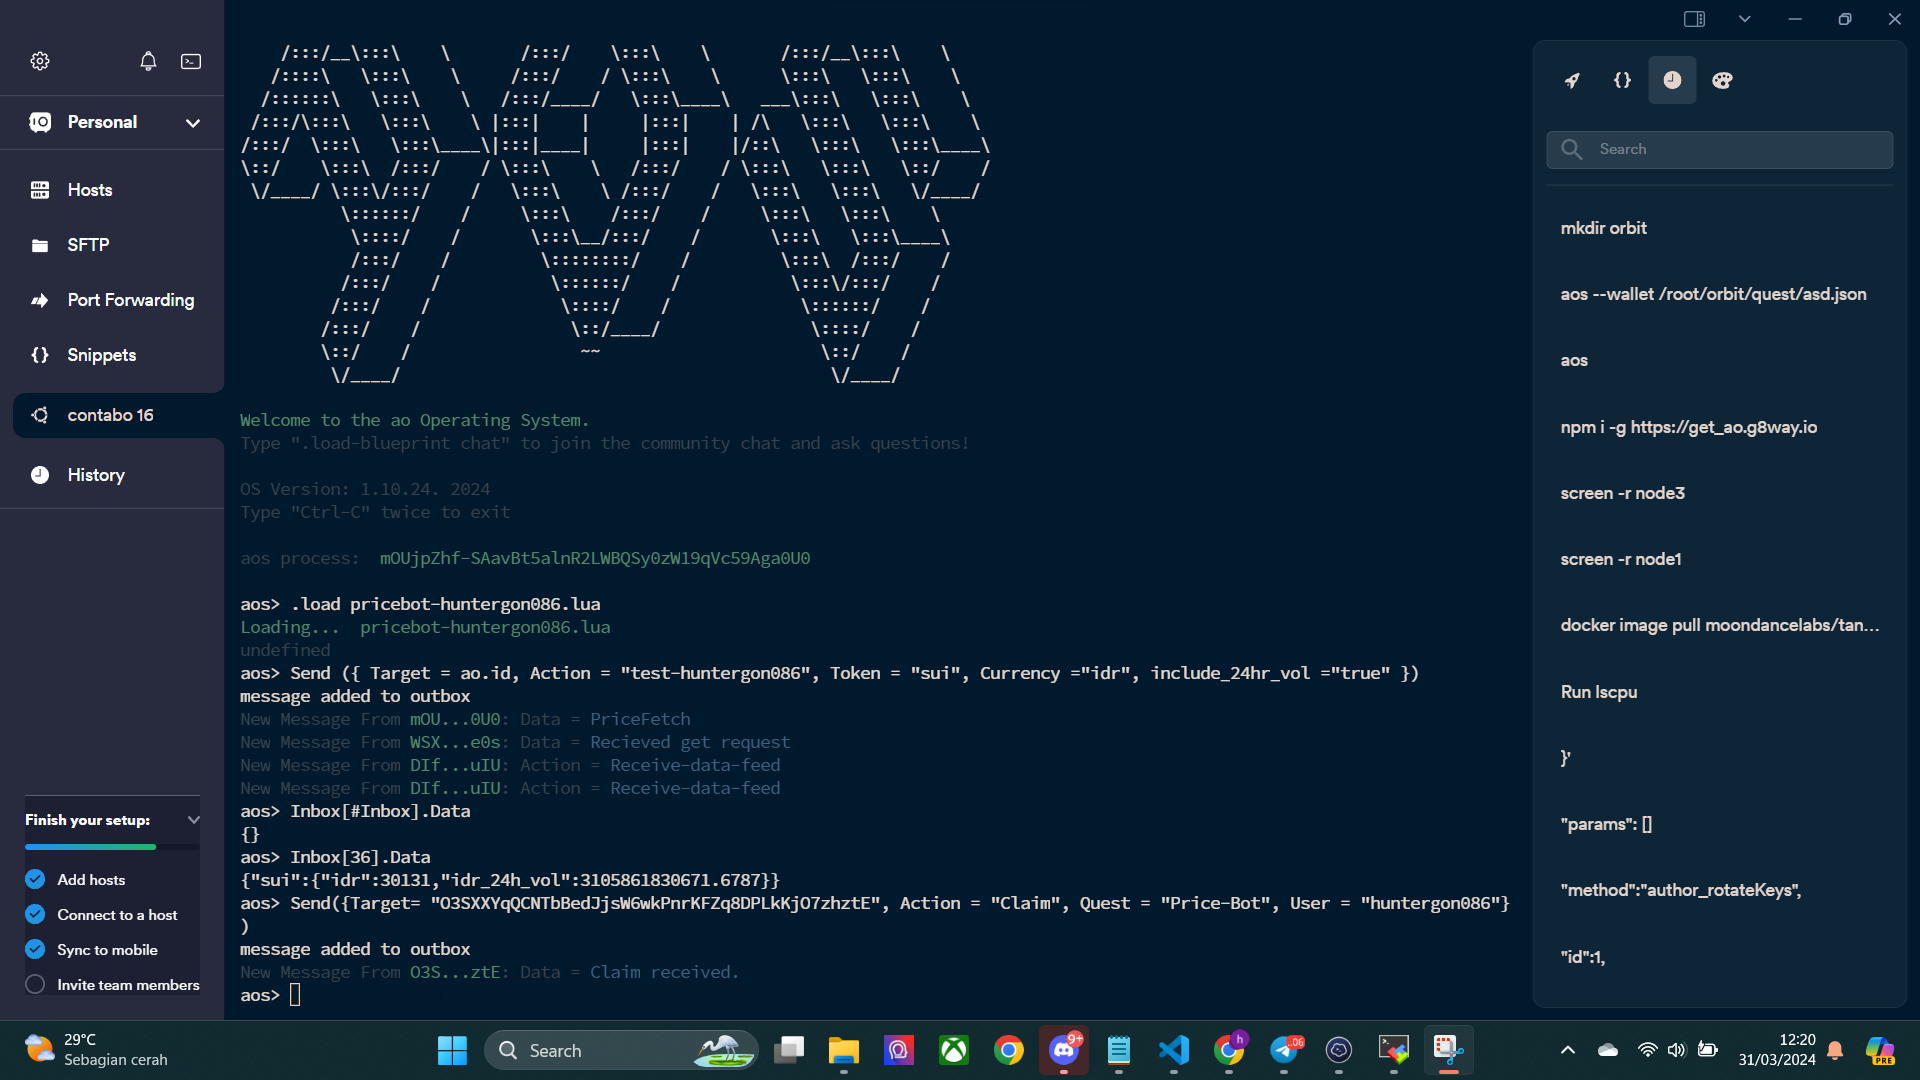 Personal
Hosts
SFTP
Port Forwarding
Snippets
contabo 16
History
Finish your setup:
Add hosts
Connect to a host
Sync to mobile
Invite team members
Welcome to the ao Operating System.
Type ".load-blueprint chat" to join the community chat and ask questions!
OS Version: 1.10.24. 2024
Type "Ctrl-C" twice to exit
aos process:  mOUjpZhf-SAavBt5alnR2LWBQSy0zW19qVc59Aga0U0
aos> .load pricebot-huntergon086.lua
Loading...  pricebot-huntergon086.lua
undefined
aos> Send ({ Target = ao.id, Action = "test-huntergon086", Token = "sui", Currency ="idr", include_24hr_vol ="true" })
message added to outbox
New Message From mOU...0U0: Data = PriceFetch
New Message From WSX...e0s: Data = Recieved get request
New Message From DIf...uIU: Action = Receive-data-feed
New Message From DIf...uIU: Action = Receive-data-feed
aos> Inbox[#Inbox].Data
{}
aos> Inbox[36].Data
{"sui":{"idr":30131,"idr_24h_vol":3105861830671.6787}}
aos> Send({Target= "O3SXXYqQCNTbBedJjsW6wkPnrKFZq8DPLkKjO7zhztE", Action = "Claim", Quest = "Price-Bot", User = "huntergon086"}
)
message added to outbox
New Message From O3S...ztE: Data = Claim received.
aos>
Search
mkdir orbit
aos --wallet /root/orbit/quest/asd.json
aos
npm i -g https://get_ao.g8way.io
screen -r node3
screen -r node1
docker image pull moondancelabs/tan...
Run lscpu
}'
"params": []
"method":"author_rotateKeys",
"id":1,
29°C
Sebagian cerah
Search
9+
h
.06
12:20
31/03/2024
PRE